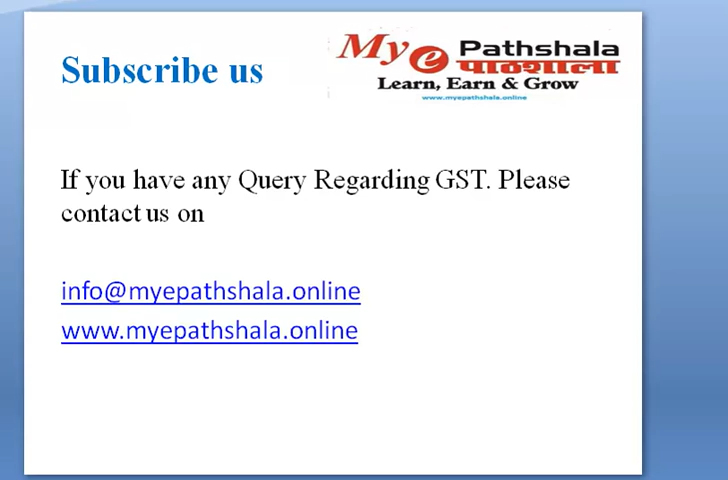 Subscribe us
My e Pathshala
पाठशाला
Learn, Earn & Grow
www.myepathshala.online
If you have any Query Regarding GST. Please
contact us on
info@myepathshala.online
www.myepathshala.online